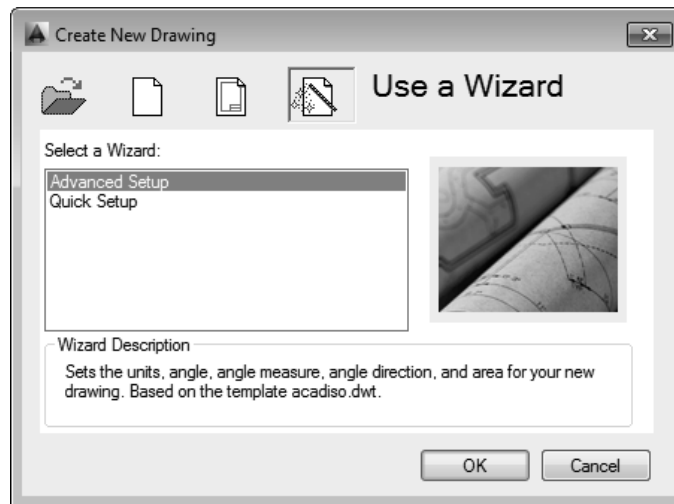 Create New Drawing
Use a Wizard
Select a Wizard:
Advanced Setup
Quick Setup
Wizard Description
Sets the units, angle, angle measure, angle direction, and area for your new
drawing. Based on the template acadiso.dwt.
OK
Cancel